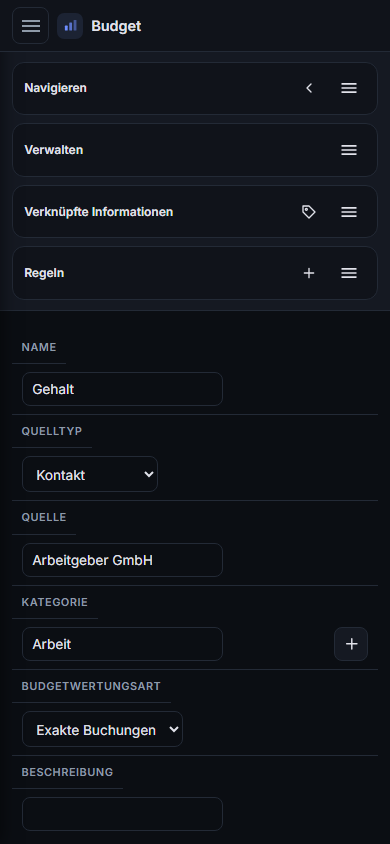 Budget
Navigieren
Verwalten
Verknüpfte Informationen
Regeln
NAME
Gehalt
QUELLTYP
Kontakt
QUELLE
Arbeitgeber GmbH
KATEGORIE
Arbeit
BUDGETWERTUNGSART
Exakte Buchungen
BESCHREIBUNG